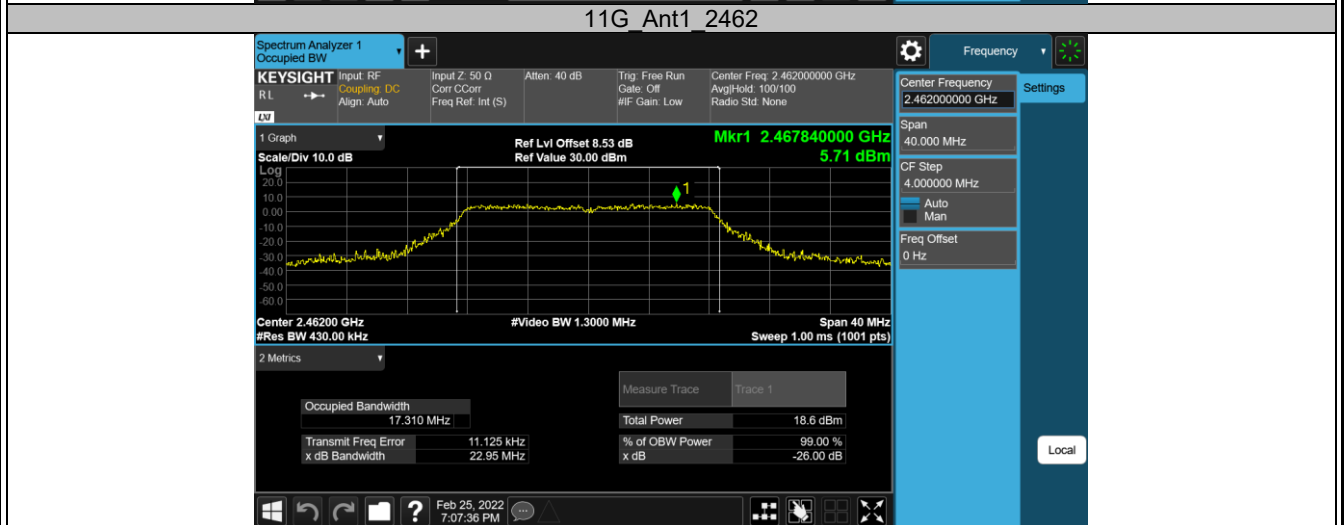 11G_Ant1_2462
Spectrum Analyzer 1
Occupied BW
+
Frequency
KEYSIGHT
R L
LXI
Input: RF
Coupling: DC
Align: Auto
Input Z: 50 Ω
Corr CCorr
Freq Ref: Int (S)
Atten: 40 dB
Trig: Free Run
Gate: Off
#IF Gain: Low
Center Freq: 2.462000000 GHz
Avg|Hold: 100/100
Radio Std: None
Center Frequency
2.462000000 GHz
Settings
Span
40.000 MHz
CF Step
4.000000 MHz
Auto
Man
Freq Offset
0 Hz
Local
1 Graph
Scale/Div 10.0 dB
Ref Lvl Offset 8.53 dB
Ref Value 30.00 dBm
Mkr1 2.467840000 GHz
5.71 dBm
Log
20.0
10.0
0.00
-10.0
-20.0
-30.0
-40.0
-50.0
-60.0
1
Center 2.46200 GHz
#Res BW 430.00 kHz
#Video BW 1.3000 MHz
Span 40 MHz
Sweep 1.00 ms (1001 pts)
2 Metrics
Measure Trace Trace 1
Occupied Bandwidth
17.310 MHz
Total Power 18.6 dBm
Transmit Freq Error 11.125 kHz
% of OBW Power 99.00 %
x dB Bandwidth 22.95 MHz
x dB -26.00 dB
?
Feb 25, 2022
7:07:36 PM